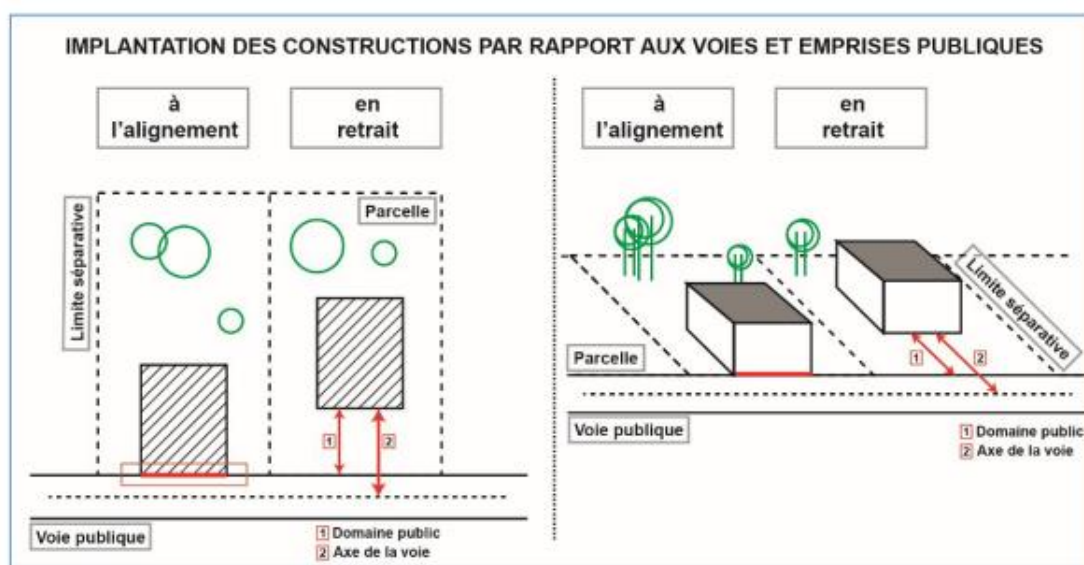 IMPLANTATION DES CONSTRUCTIONS PAR RAPPORT AUX VOIES ET EMPRISES PUBLIQUES
à
l'alignement
en
retrait
Limite séparative
Parcelle
1
2
Voie publique
1 Domaine public
2 Axe de la voie
à
l'alignement
en
retrait
Limite séparative
Parcelle
1
2
Voie publique
1 Domaine public
2 Axe de la voie